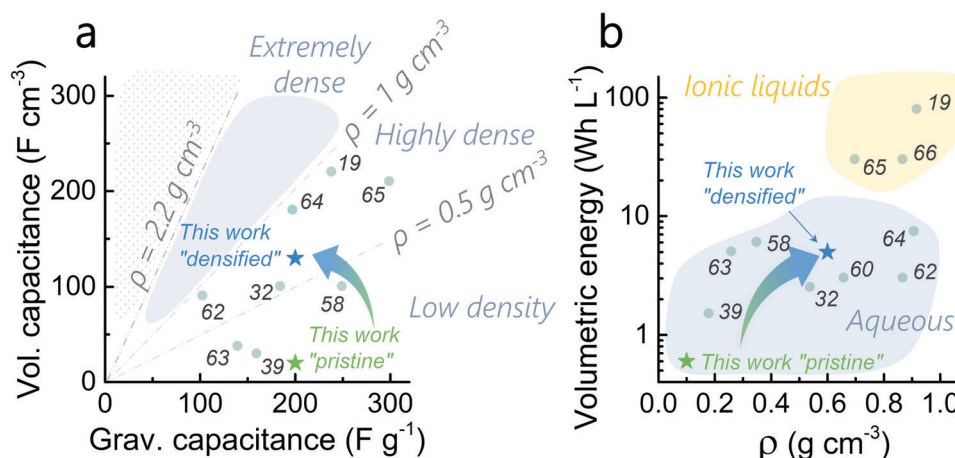 a
Vol. capacitance (F cm⁻³)
300
200
100
0
0
100
200
300
Grav. capacitance (F g⁻¹)
Extremely
dense
ρ = 2.2 g cm⁻³
ρ = 1 g cm⁻³
Highly dense
ρ = 0.5 g cm⁻³
Low density
19
64
65
This work
"densified"
32
62
58
This work
"pristine"
63
39
b
Volumetric energy (Wh L⁻¹)
100
10
1
0.0
0.2
0.4
0.6
0.8
1.0
ρ (g cm⁻³)
Ionic liquids
19
65
66
This work
"densified"
58
63
64
60
62
32
39
Aqueous
This work "pristine"